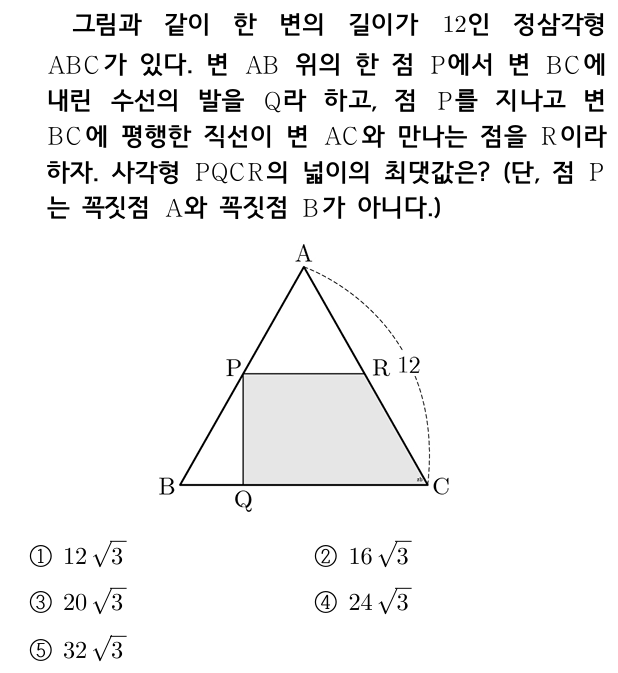 그림과 같이 한 변의 길이가 12인 정삼각형
ABC가 있다. 변 AB 위의 한 점 P에서 변 BC에
내린 수선의 발을 Q라 하고, 점 P를 지나고 변
BC에 평행한 직선이 변 AC와 만나는 점을 R이라
하자. 사각형 PQCR의 넓이의 최댓값은? (단, 점 P
는 꼭짓점 A와 꼭짓점 B가 아니다.)
A
P
R 12
B
Q
C
① 12√3
② 16√3
③ 20√3
④ 24√3
⑤ 32√3